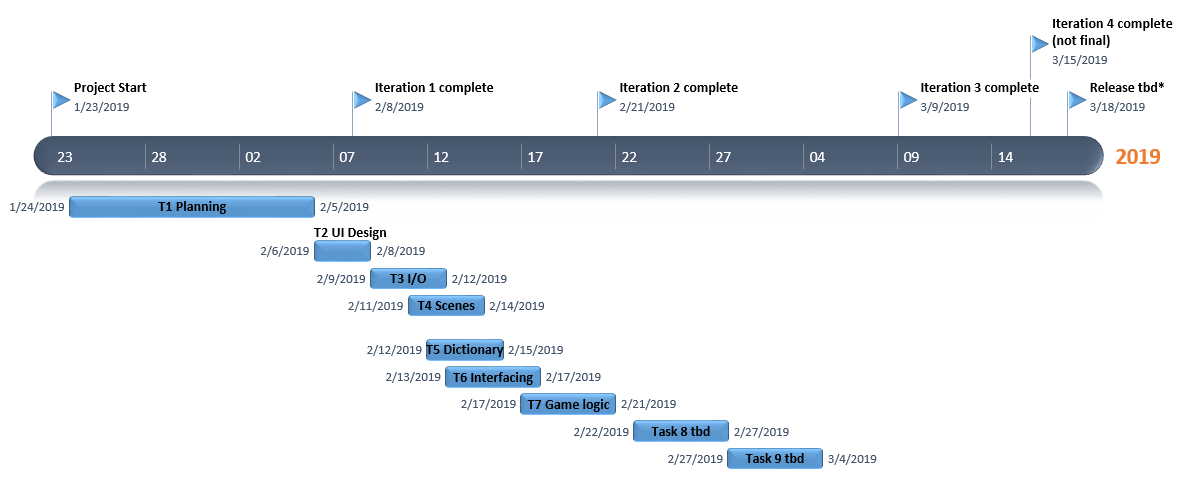 Iteration 4 complete
(not final)
3/15/2019
Project Start
1/23/2019
Iteration 1 complete
2/8/2019
Iteration 2 complete
2/21/2019
Iteration 3 complete
3/9/2019
Release tbd*
3/18/2019
23 28 02 07 12 17 22 27 04 09 14 2019
1/24/2019 T1 Planning 2/5/2019
T2 UI Design
2/6/2019 2/8/2019
2/9/2019 T3 I/O 2/12/2019
2/11/2019 T4 Scenes 2/14/2019
2/12/2019 T5 Dictionary 2/15/2019
2/13/2019 T6 Interfacing 2/17/2019
2/17/2019 T7 Game logic 2/21/2019
2/22/2019 Task 8 tbd 2/27/2019
2/27/2019 Task 9 tbd 3/4/2019